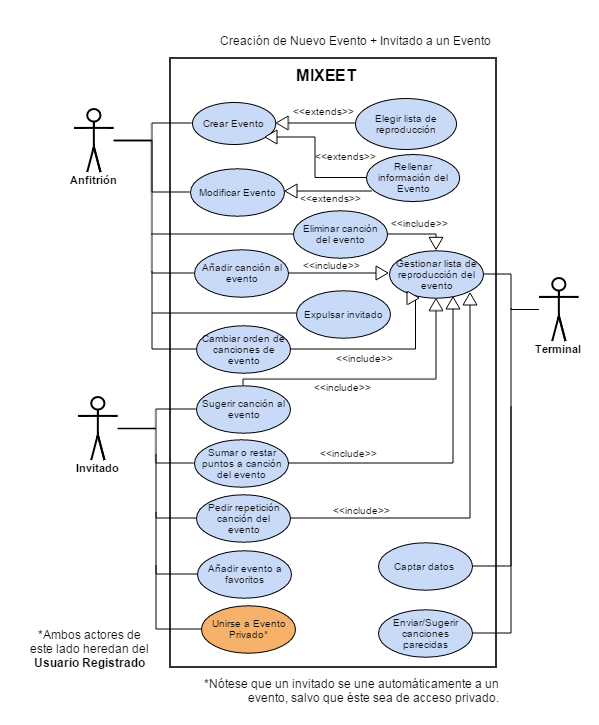 Creación de Nuevo Evento + Invitado a un Evento
MIXEET
Crear Evento
<<extends>>
Elegir lista de
reproducción
Anfitrión
<<extends>>
Rellenar
información del
Evento
Modificar Evento
<<extends>>
Eliminar canción
del evento
<<include>>
Añadir canción al
evento
<<include>>
Gestionar lista de
reproducción del
evento
Expulsar invitado
Terminal
Cambiar orden de
canciones de
evento
<<include>>
<<include>>
Sugerir canción al
evento
Invitado
Sumar o restar
puntos a canción
del evento
<<include>>
Pedir repetición
canción del
evento
<<include>>
Añadir evento a
favoritos
Captar datos
Unirse a Evento
Privado*
Enviar/Sugerir
canciones
parecidas
*Ambos actores de
este lado heredan del
Usuario Registrado
*Nótese que un invitado se une automáticamente a un
evento, salvo que éste sea de acceso privado.